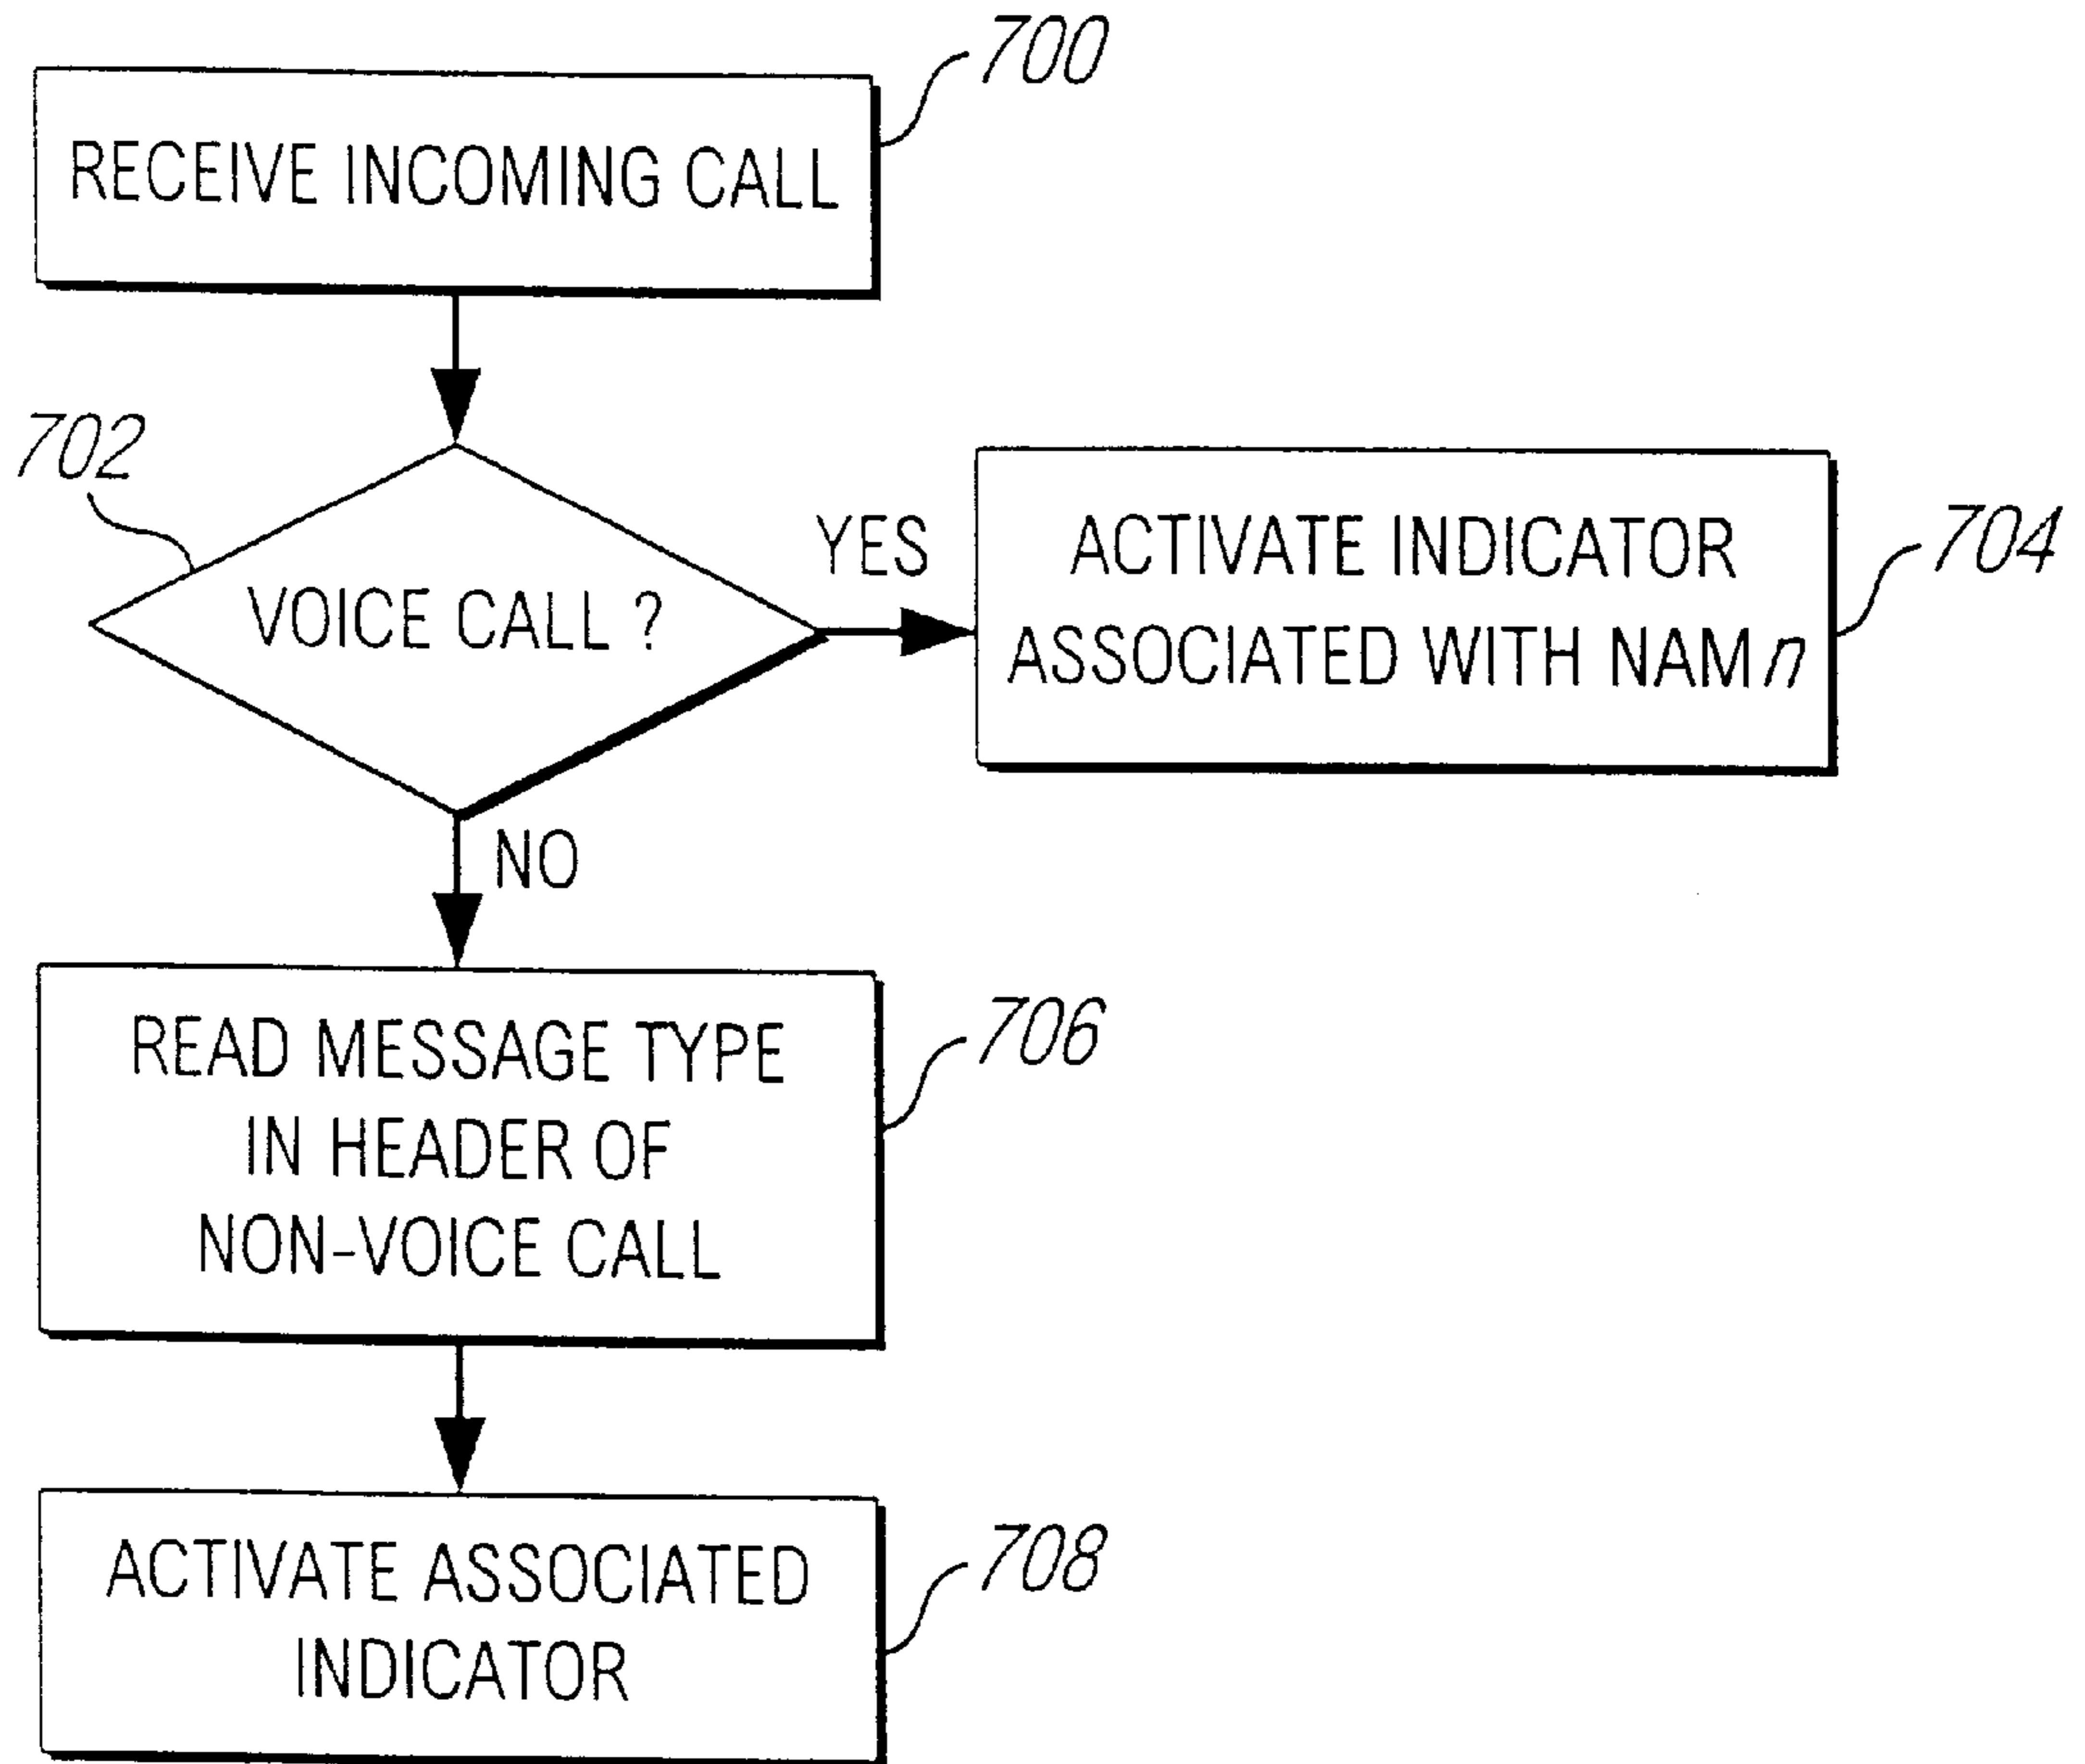 700
RECEIVE INCOMING CALL
702
VOICE CALL ?
YES
ACTIVATE INDICATOR
ASSOCIATED WITH NAM n
704
NO
READ MESSAGE TYPE
IN HEADER OF
NON-VOICE CALL
706
ACTIVATE ASSOCIATED
INDICATOR
708